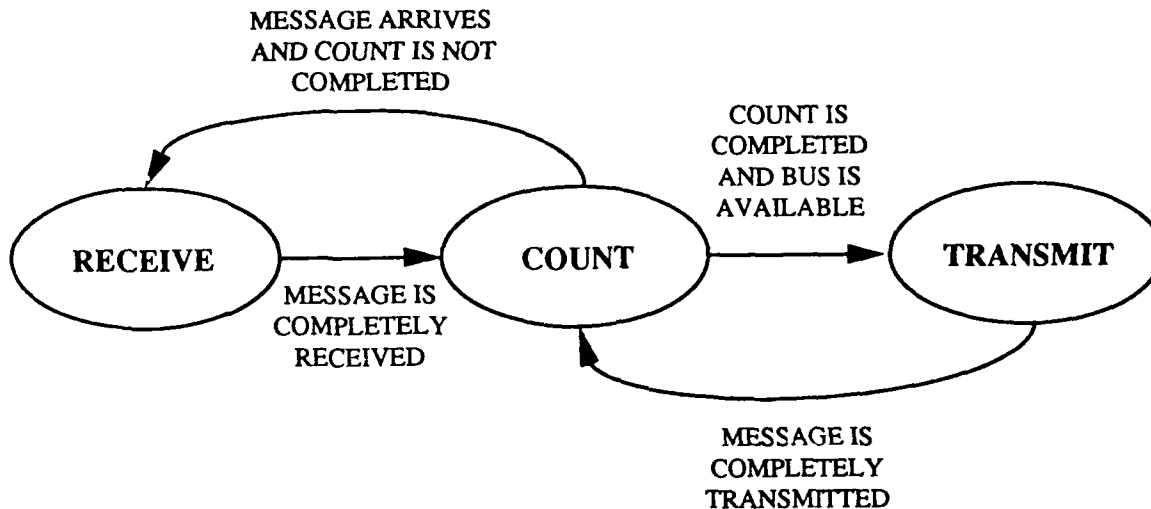 MESSAGE ARRIVES
AND COUNT IS NOT
COMPLETED
COUNT IS
COMPLETED
AND BUS IS
AVAILABLE
RECEIVE
COUNT
TRANSMIT
MESSAGE IS
COMPLETELY
RECEIVED
MESSAGE IS
COMPLETELY
TRANSMITTED